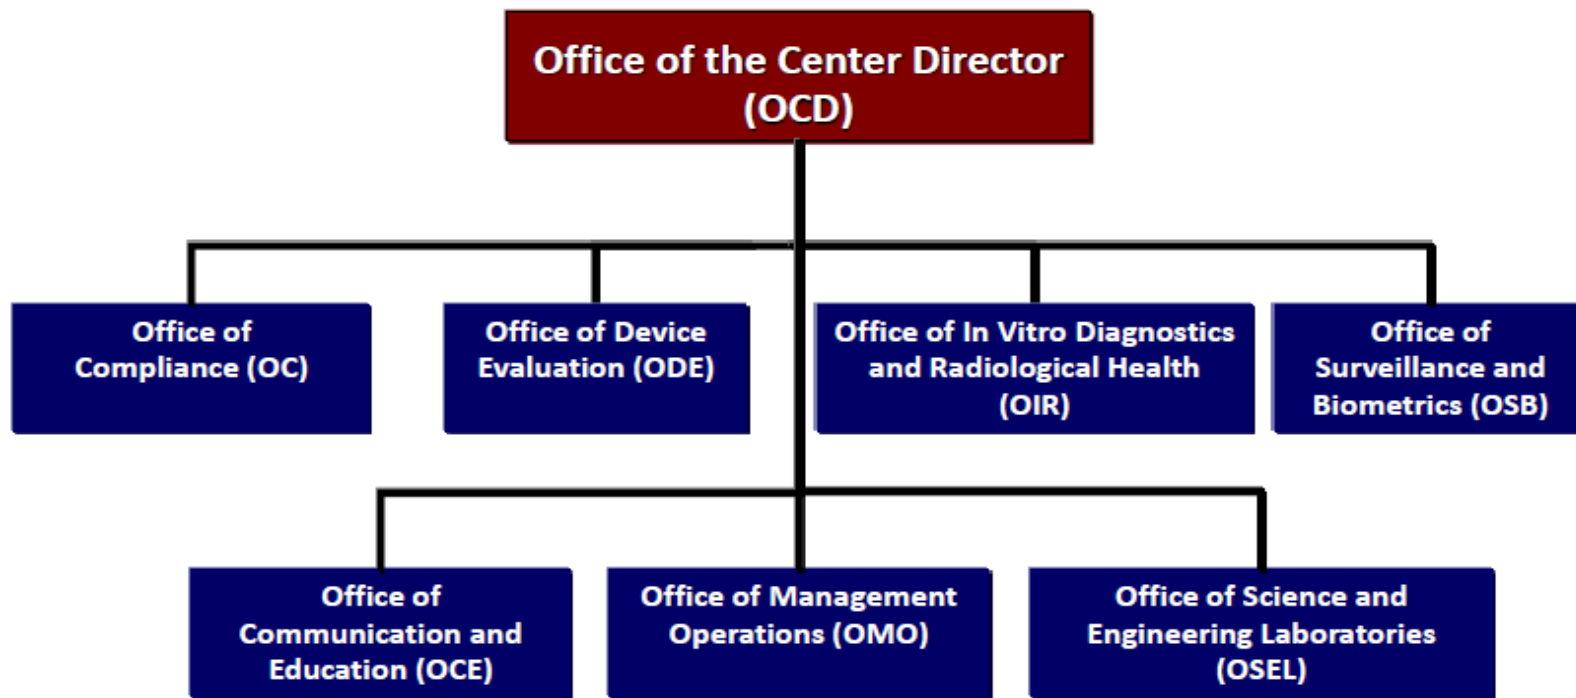 Office of the Center Director
(OCD)
Office of
Compliance (OC)
Office of Device
Evaluation (ODE)
Office of In Vitro Diagnostics
and Radiological Health
(OIR)
Office of
Surveillance and
Biometrics (OSB)
Office of
Communication and
Education (OCE)
Office of Management
Operations (OMO)
Office of Science and
Engineering Laboratories
(OSEL)